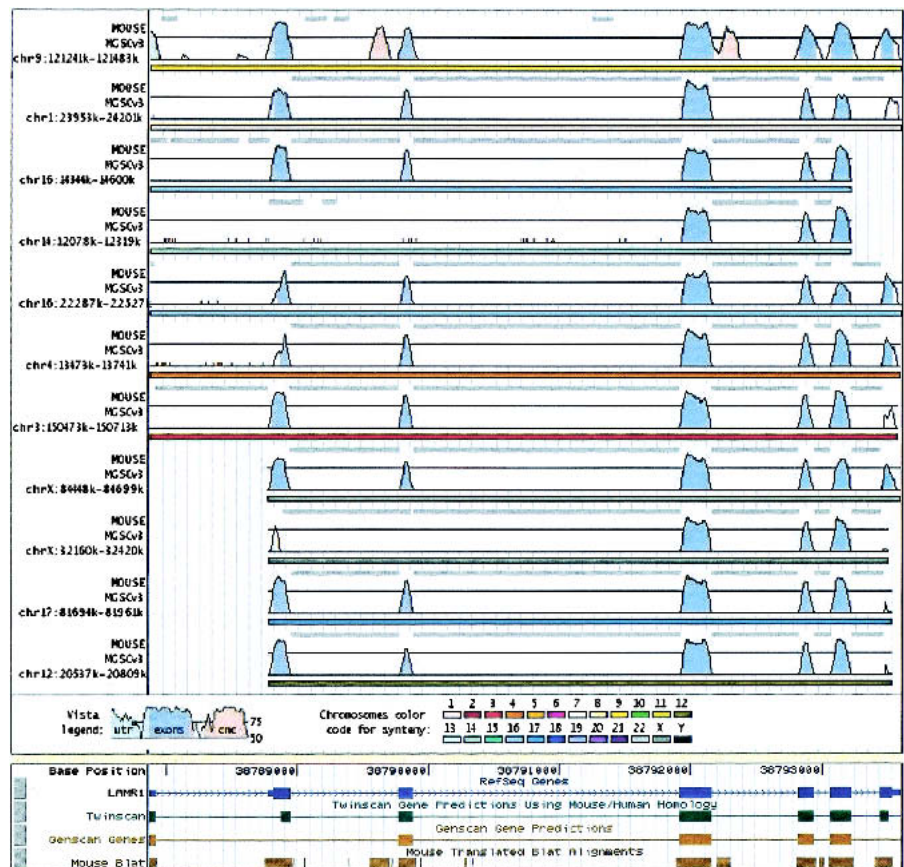 MOUSE
MGSCv3
chr9:121241k-121483k
MOUSE
MGSCv3
chr1:23953k-24201k
MOUSE
MGSCv3
chr16:14344k-14600k
MOUSE
MGSCv3
chr14:12078k-12319k
MOUSE
MGSCv3
chr16:22287k-22527
MOUSE
MGSCv3
chr4:13473k-13741k
MOUSE
MGSCv3
chr3:150473k-150713k
MOUSE
MGSCv3
chrX:84448k-84699k
MOUSE
MGSCv3
chrX:32160k-32420k
MOUSE
MGSCv3
chr17:81694k-81961k
MOUSE
MGSCv3
chr12:20537k-20809k
Vista legend: utr exons cnc 75 50
Chromosomes color code for synteny:
1 2 3 4 5 6 7 8 9 10 11 12
13 14 15 16 17 18 19 20 21 22 X Y
Base Position 38789000 38790000 38791000 38792000 38793000
RefSeq Genes
LAMR1
Twinscan Gene Predictions Using Mouse/Human Homology
Twinscan
Genscan Gene Predictions
Genscan Genes
Mouse Translated Blat Alignments
Mouse Blat